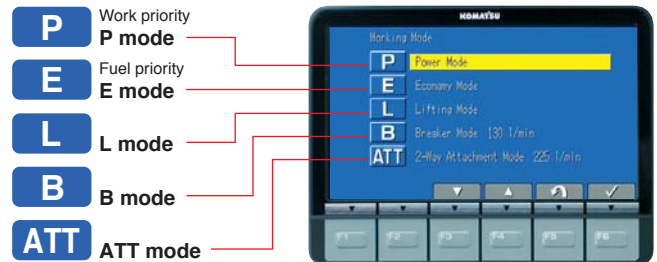 P
Work priority
P mode
E
Fuel priority
E mode
L
L mode
B
B mode
ATT
ATT mode
KOMATSU
Working Mode
P Power Mode
E Economy Mode
L Lifting Mode
B Breaker Mode 130 l/min
ATT 2-Way Attachment Mode 225 l/min
F1 F2 F3 F4 F5 F6